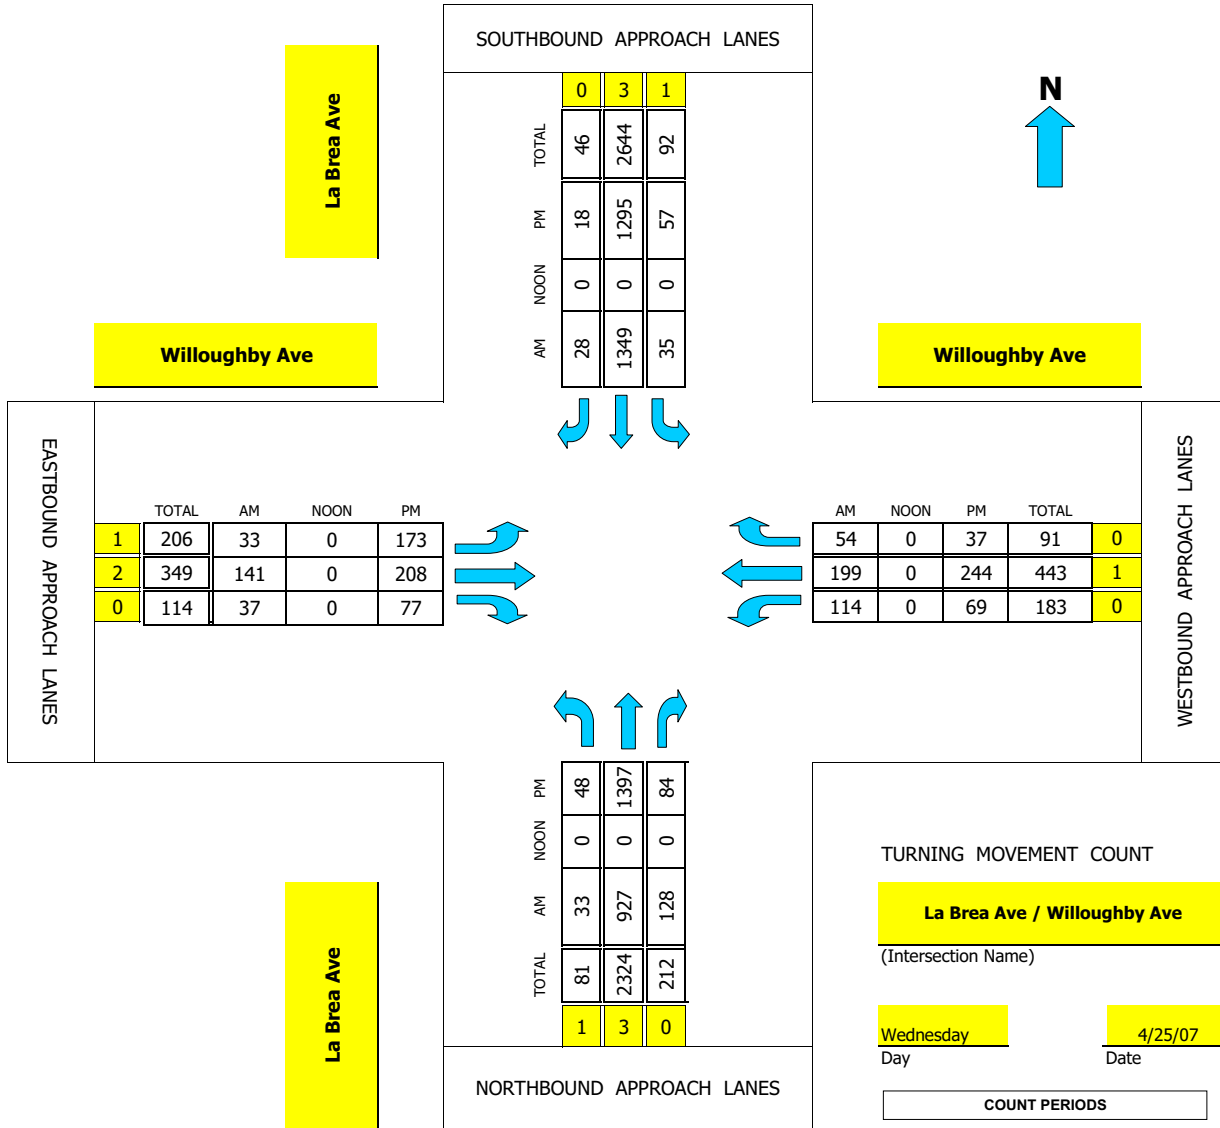 SOUTHBOUND APPROACH LANES
0 3 1
TOTAL 46 2644 92
PM 18 1295 57
NOON 0 0 0
AM 28 1349 35
La Brea Ave
N
Willoughby Ave
Willoughby Ave
EASTBOUND APPROACH LANES
TOTAL AM NOON PM
1 206 33 0 173
2 349 141 0 208
0 114 37 0 77
AM NOON PM TOTAL
54 0 37 91 0
199 0 244 443 1
114 0 69 183 0
WESTBOUND APPROACH LANES
PM 48 1397 84
NOON 0 0 0
AM 33 927 128
TOTAL 81 2324 212
1 3 0
NORTHBOUND APPROACH LANES
La Brea Ave
TURNING MOVEMENT COUNT
La Brea Ave / Willoughby Ave
(Intersection Name)
Wednesday 4/25/07
Day Date
COUNT PERIODS